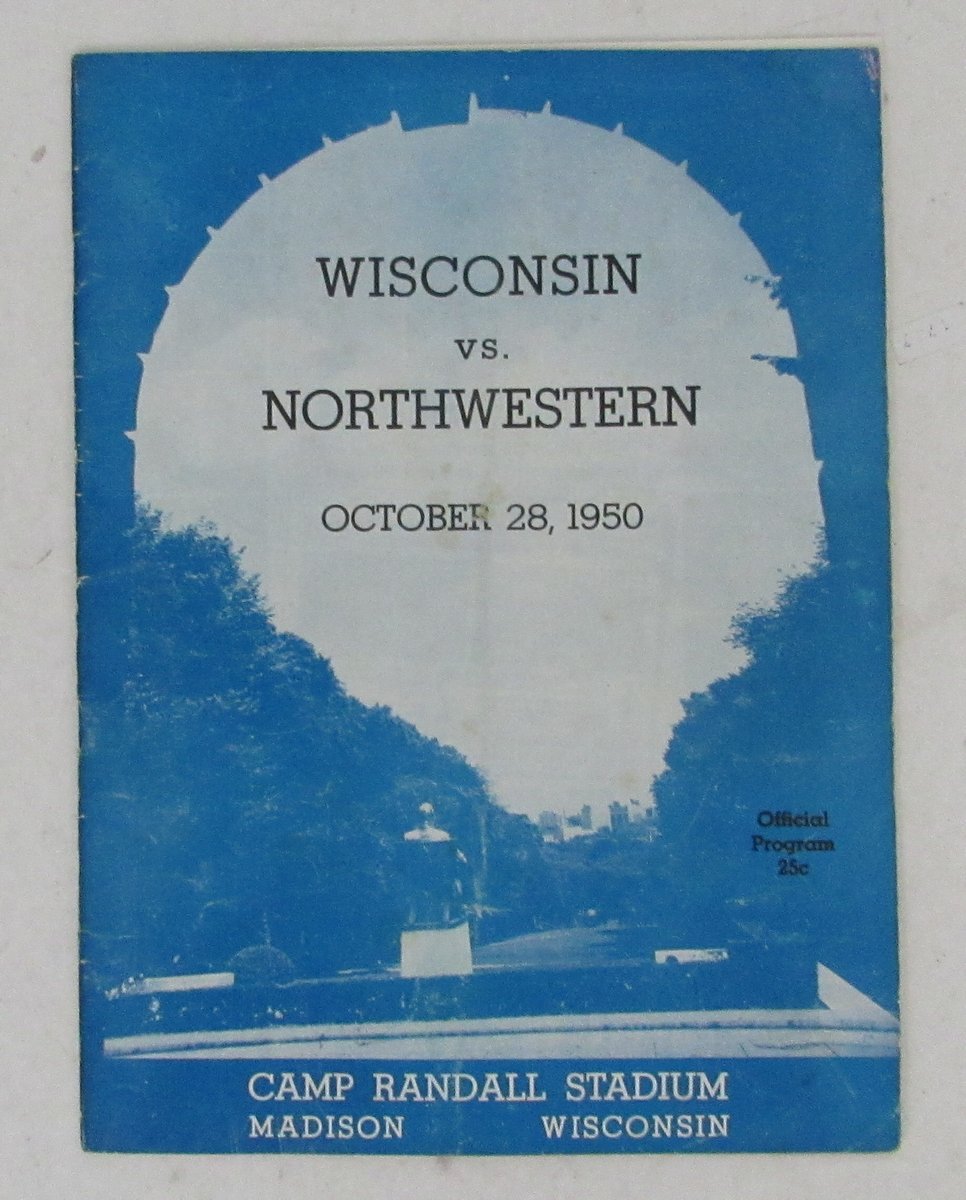 WISCONSIN
vs.
NORTHWESTERN
OCTOBER 28, 1950
Official
Program
25c
CAMP RANDALL STADIUM
MADISON WISCONSIN